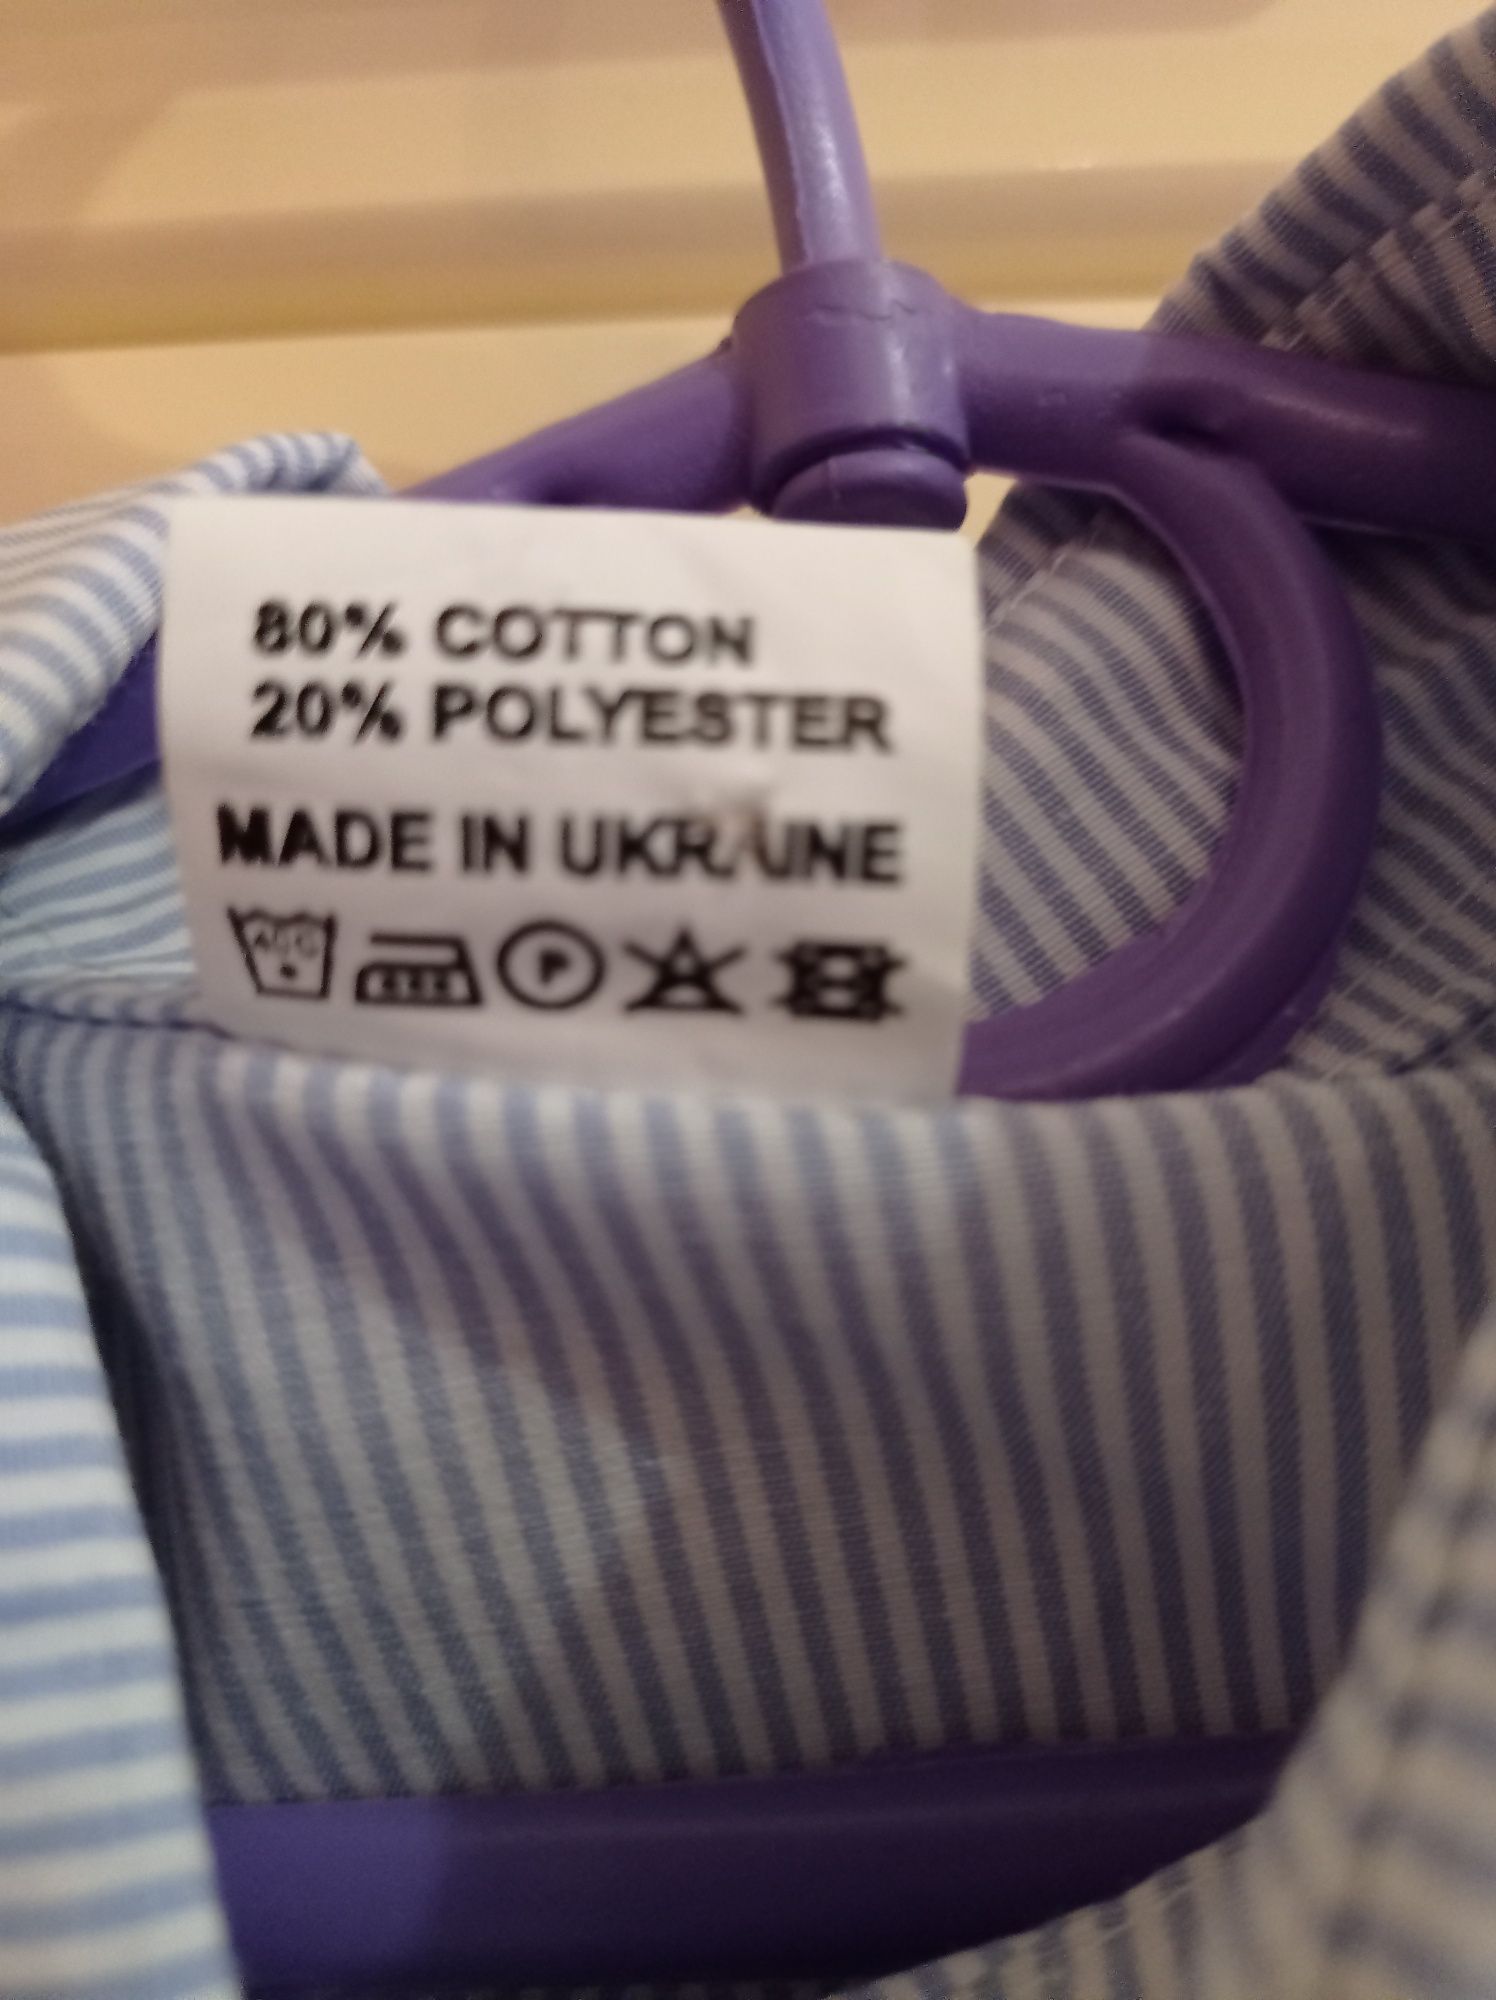 80% COTTON
20% POLYESTER
MADE IN UKRAINE
P